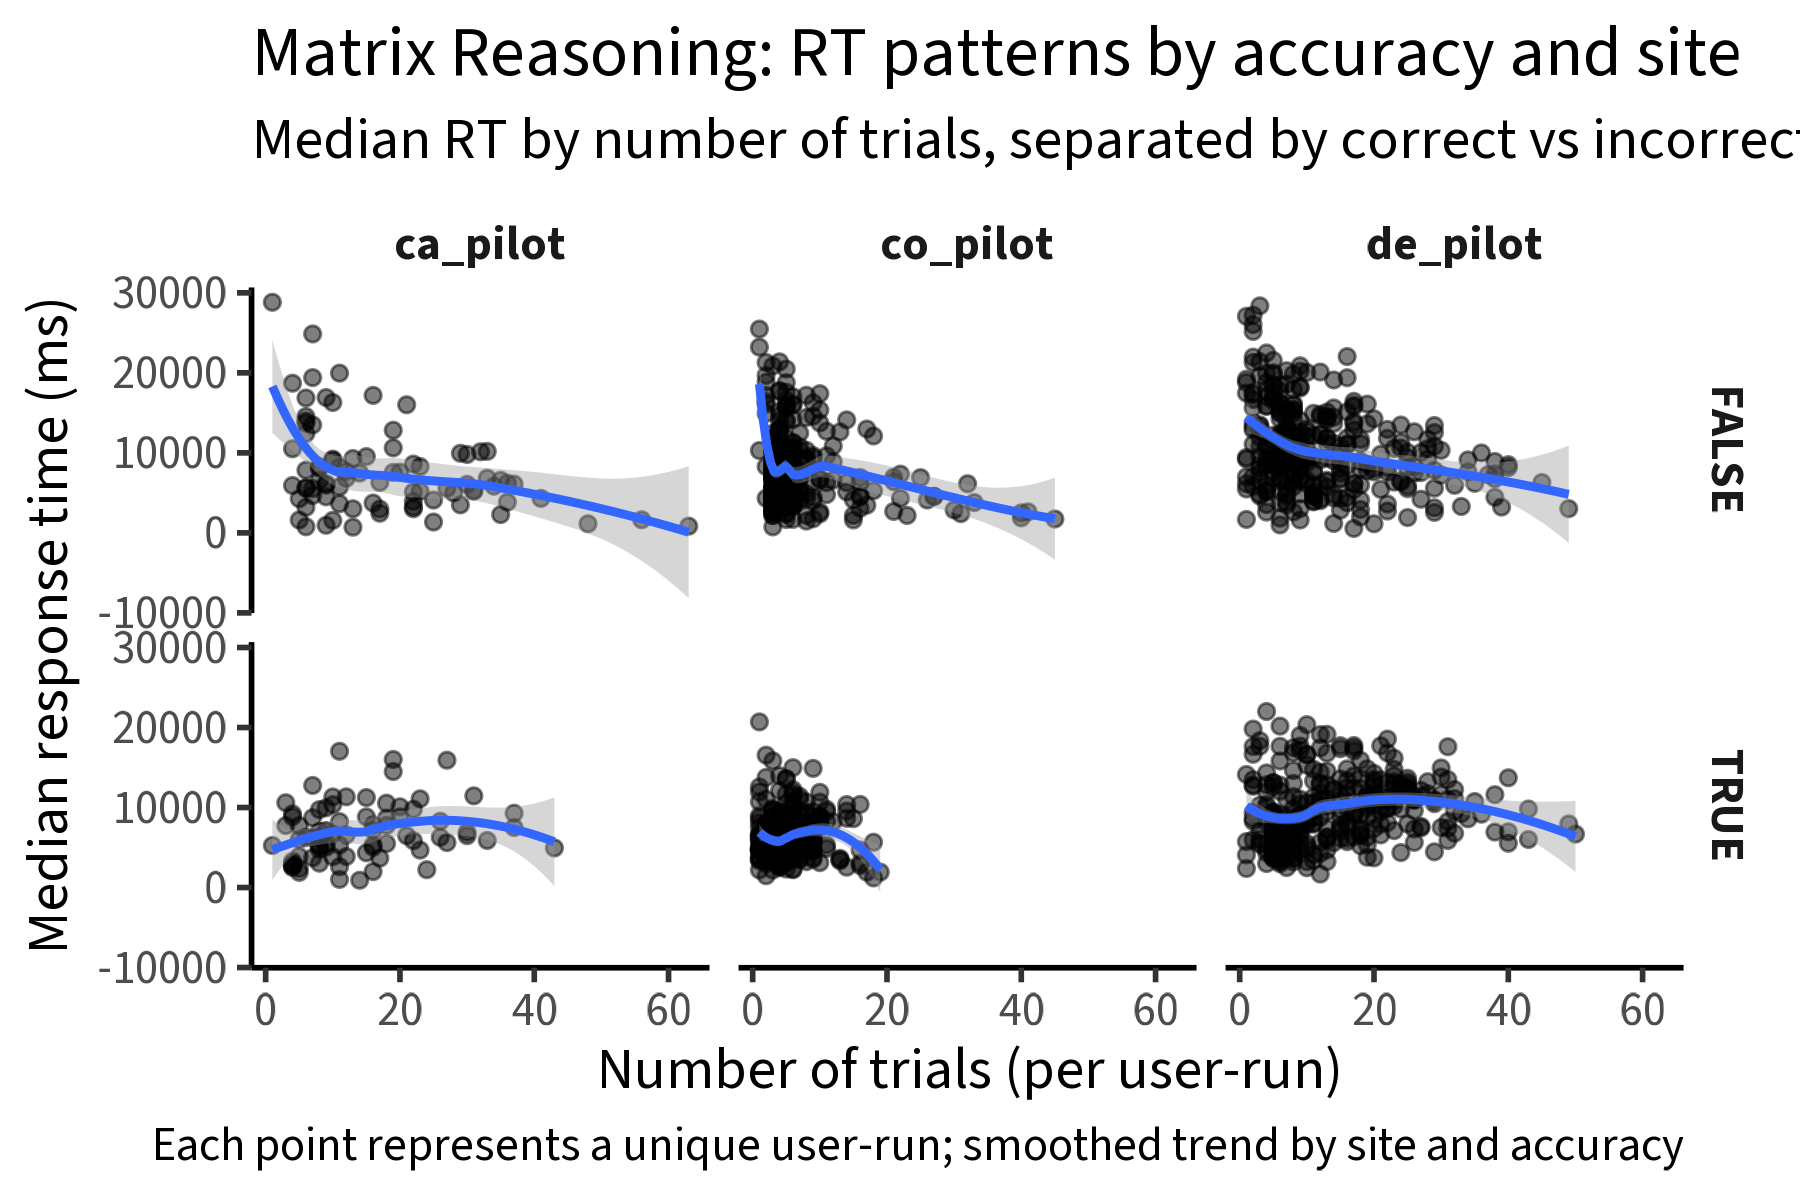 Matrix Reasoning: RT patterns by accuracy and site
Median RT by number of trials, separated by correct vs incorrect
ca_pilot co_pilot de_pilot
30000
20000
10000
0
-10000
FALSE
30000
20000
10000
0
-10000
TRUE
Median response time (ms)
0 20 40 60 0 20 40 60 0 20 40 60
Number of trials (per user-run)
Each point represents a unique user-run; smoothed trend by site and accuracy